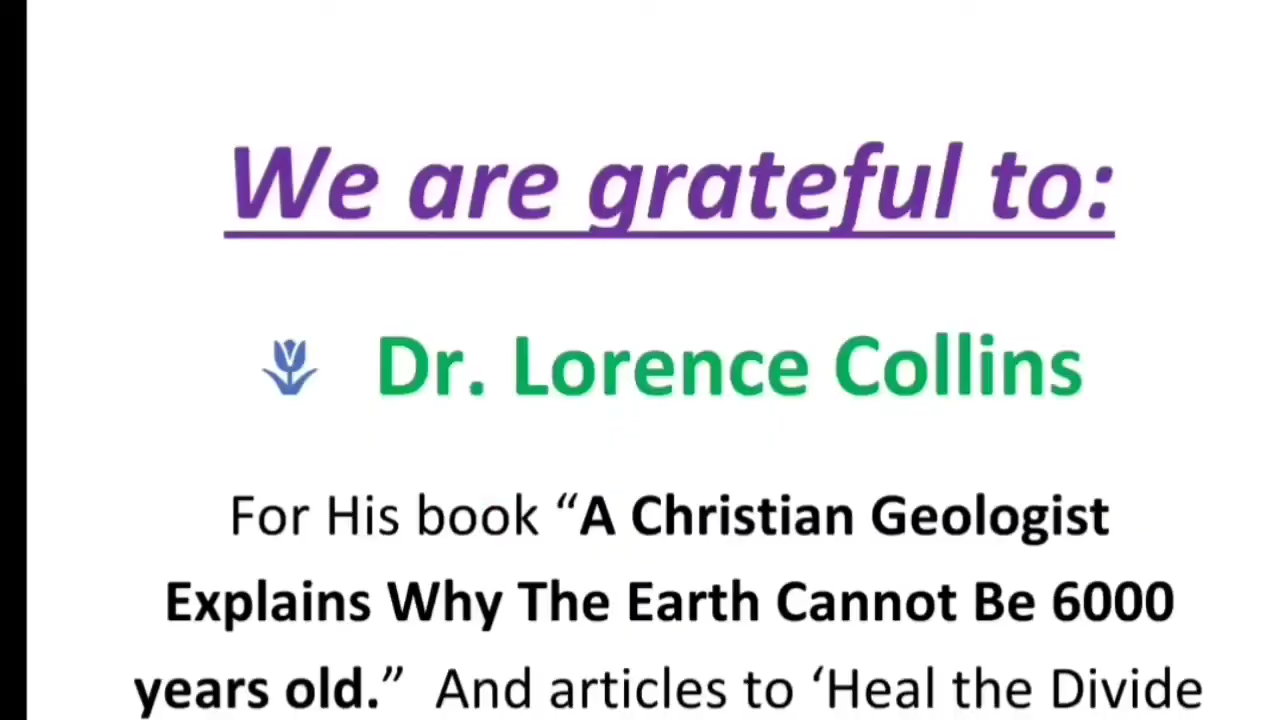 We are grateful to:
Dr. Lorence Collins
For His book “A Christian Geologist
Explains Why The Earth Cannot Be 6000
years old.” And articles to ‘Heal the Divide